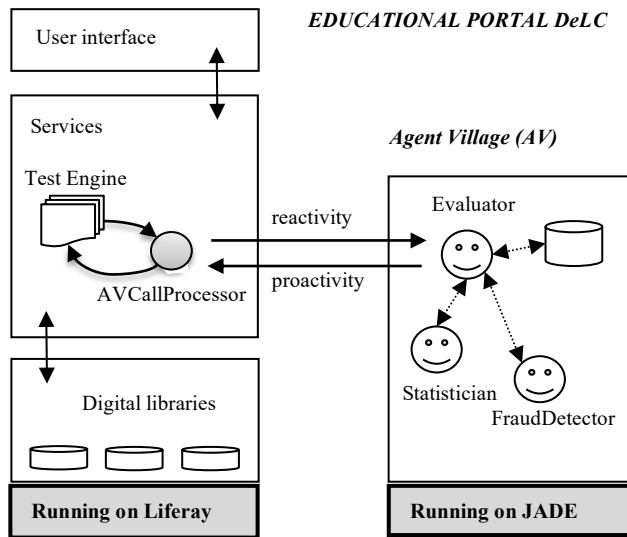 EDUCATIONAL PORTAL DeLC
User interface
Services
Test Engine
AVCallProcessor
reactivity
proactivity
Agent Village (AV)
Evaluator
Statistician
FraudDetector
Digital libraries
Running on Liferay
Running on JADE